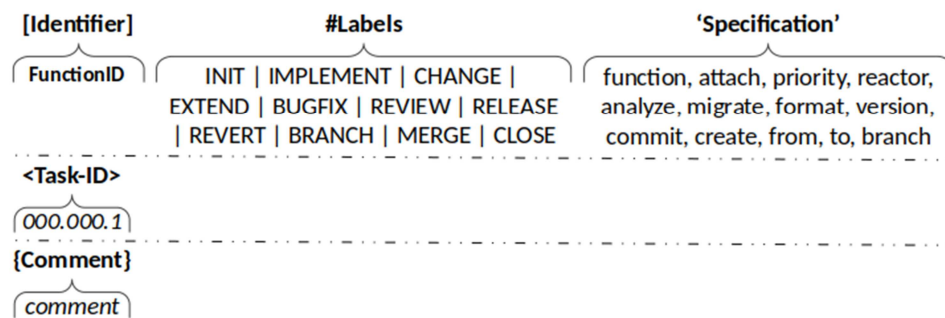 [Identifier] #Labels ‘Specification’
FunctionID INIT | IMPLEMENT | CHANGE | function, attach, priority, reactor,
EXTEND | BUGFIX | REVIEW | RELEASE analyze, migrate, format, version,
| REVERT | BRANCH | MERGE | CLOSE commit, create, from, to, branch
<Task-ID>
000.000.1
{Comment}
comment